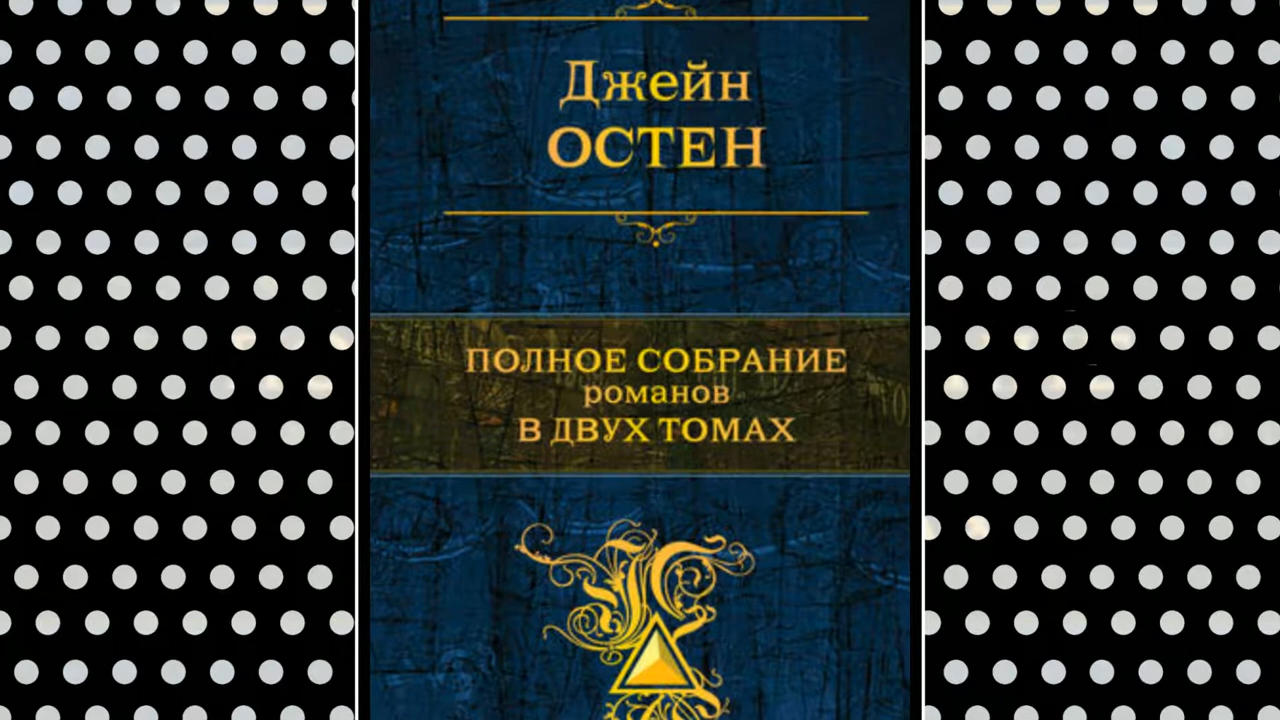 Джейн
ОСТЕН
ПОЛНОЕ СОБРАНИЕ
романов
В ДВУХ ТОМАХ